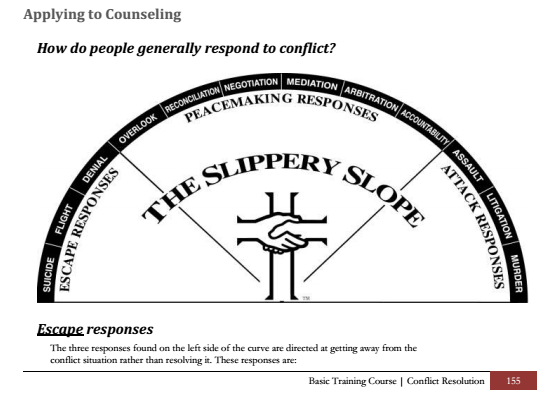 Applying to Counseling
How do people generally respond to conflict?
SUICIDE
FLIGHT
DENIAL
OVERLOOK
RECONCILIATION
NEGOTIATION
MEDIATION
ARBITRATION
ACCOUNTABILITY
ASSAULT
LITIGATION
MURDER
ESCAPE RESPONSES
PEACEMAKING RESPONSES
ATTACK RESPONSES
THE SLIPPERY SLOPE
TM
Escape responses
The three responses found on the left side of the curve are directed at getting away from the
conflict situation rather than resolving it. These responses are:
Basic Training Course | Conflict Resolution 155